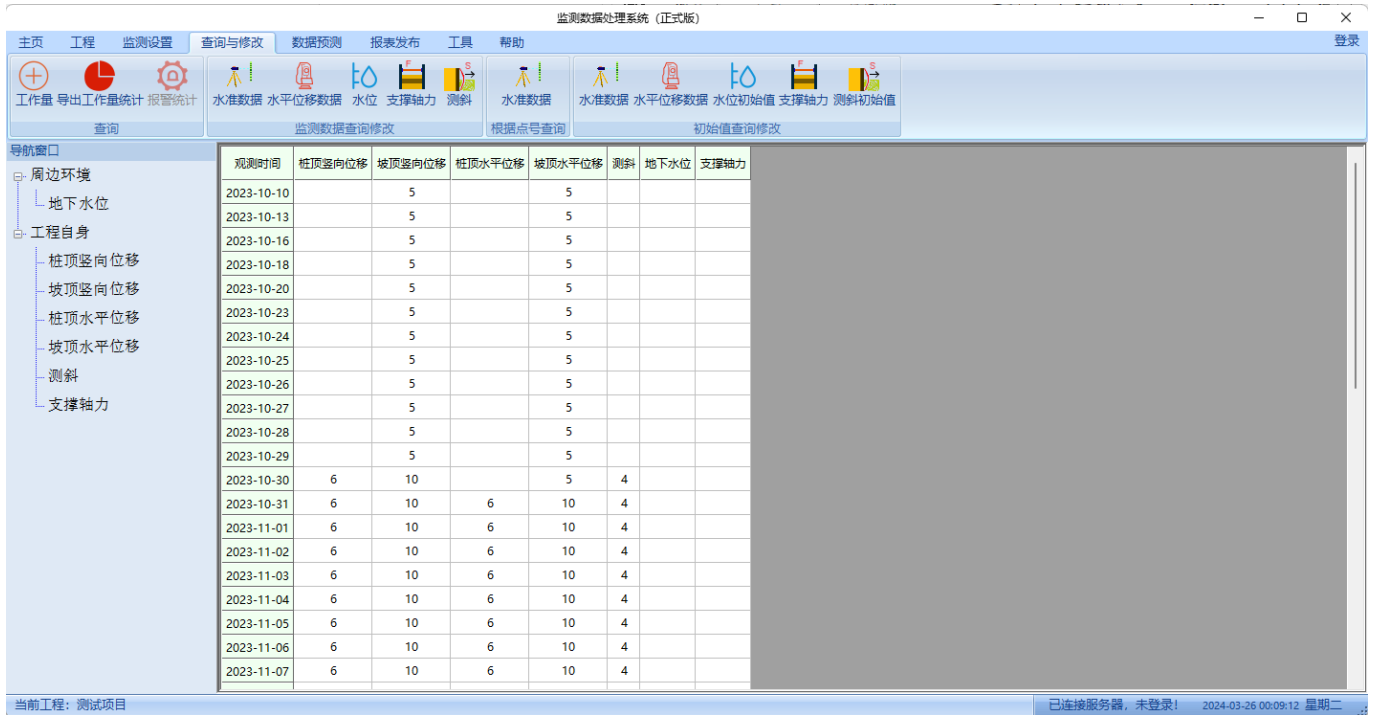 监测数据处理系统（正式版）
主页 工程 监测设置 查询与修改 数据预测 报表发布 工具 帮助 登录
工作量 导出工作量统计 报警统计 水准数据 水平位移数据 水位 支撑轴力 测斜 水准数据 水准数据 水平位移数据 水位初始值 支撑轴力 测斜初始值
查询 监测数据查询修改 根据点号查询 初始值查询修改
导航窗口
周边环境
地下水位
工程自身
桩顶竖向位移
坡顶竖向位移
桩顶水平位移
坡顶水平位移
测斜
支撑轴力
观测时间 桩顶竖向位移 坡顶竖向位移 桩顶水平位移 坡顶水平位移 测斜 地下水位 支撑轴力
2023-10-10 5 5
2023-10-13 5 5
2023-10-16 5 5
2023-10-18 5 5
2023-10-20 5 5
2023-10-23 5 5
2023-10-24 5 5
2023-10-25 5 5
2023-10-26 5 5
2023-10-27 5 5
2023-10-28 5 5
2023-10-29 5 5
2023-10-30 6 10 5 4
2023-10-31 6 10 6 10 4
2023-11-01 6 10 6 10 4
2023-11-02 6 10 6 10 4
2023-11-03 6 10 6 10 4
2023-11-04 6 10 6 10 4
2023-11-05 6 10 6 10 4
2023-11-06 6 10 6 10 4
2023-11-07 6 10 6 10 4
当前工程：测试项目 已连接服务器，未登录！ 2024-03-26 00:09:12 星期二